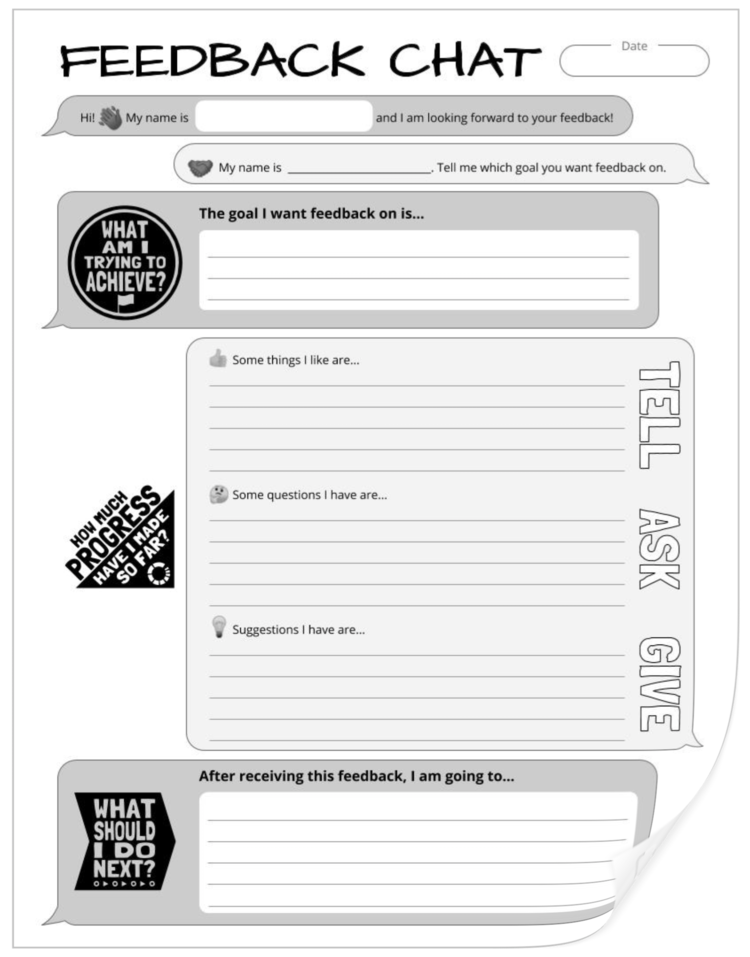 FEEDBACK CHAT
Date
Hi! My name is and I am looking forward to your feedback!
My name is ____________________. Tell me which goal you want feedback on.
WHAT
AM I
TRYING TO
ACHIEVE?
The goal I want feedback on is...
Some things I like are...
TELL
HOW MUCH
PROGRESS
HAVE I MADE
SO FAR?
Some questions I have are...
ASK
Suggestions I have are...
GIVE
After receiving this feedback, I am going to...
WHAT
SHOULD
I DO
NEXT?